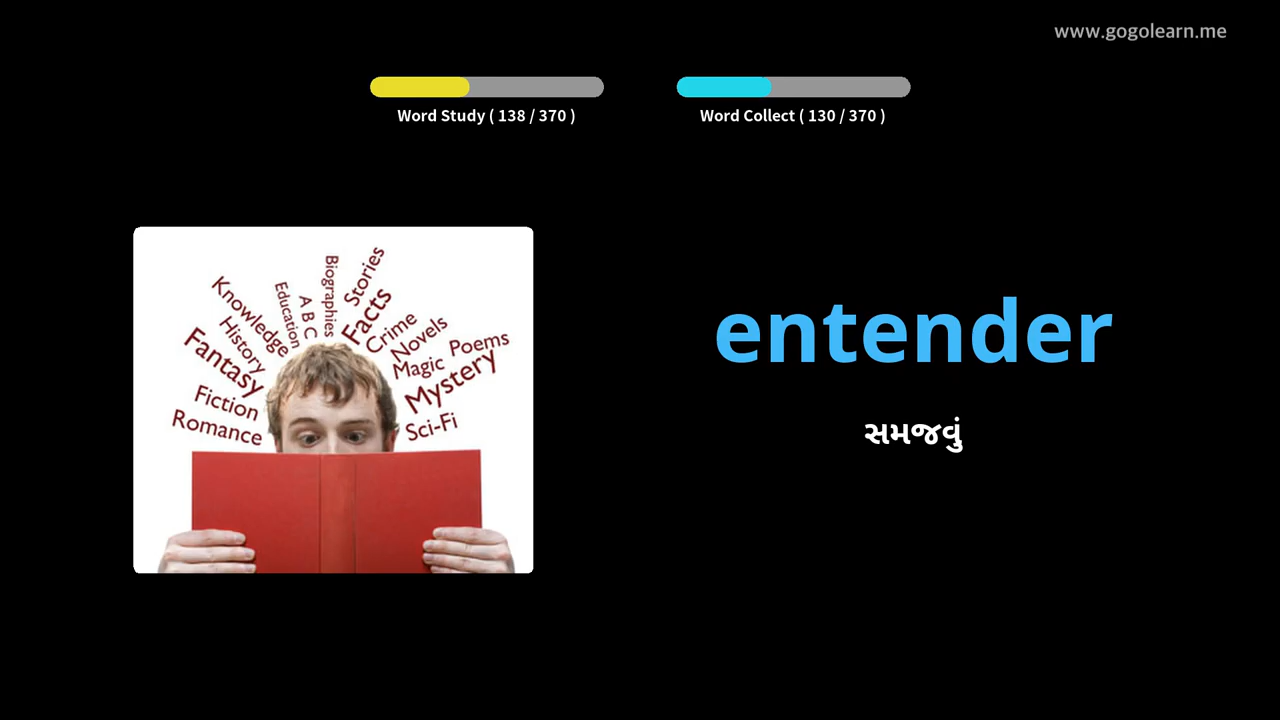 www.gogolearn.me
Word Study ( 138 / 370 )
Word Collect ( 130 / 370 )
Biographies
Stories
Education
A B C
Facts
Knowledge
Crime
History
Novels
Poems
Fantasy
Magic
Mystery
Fiction
Romance
Sci-Fi
entender
સમજવું